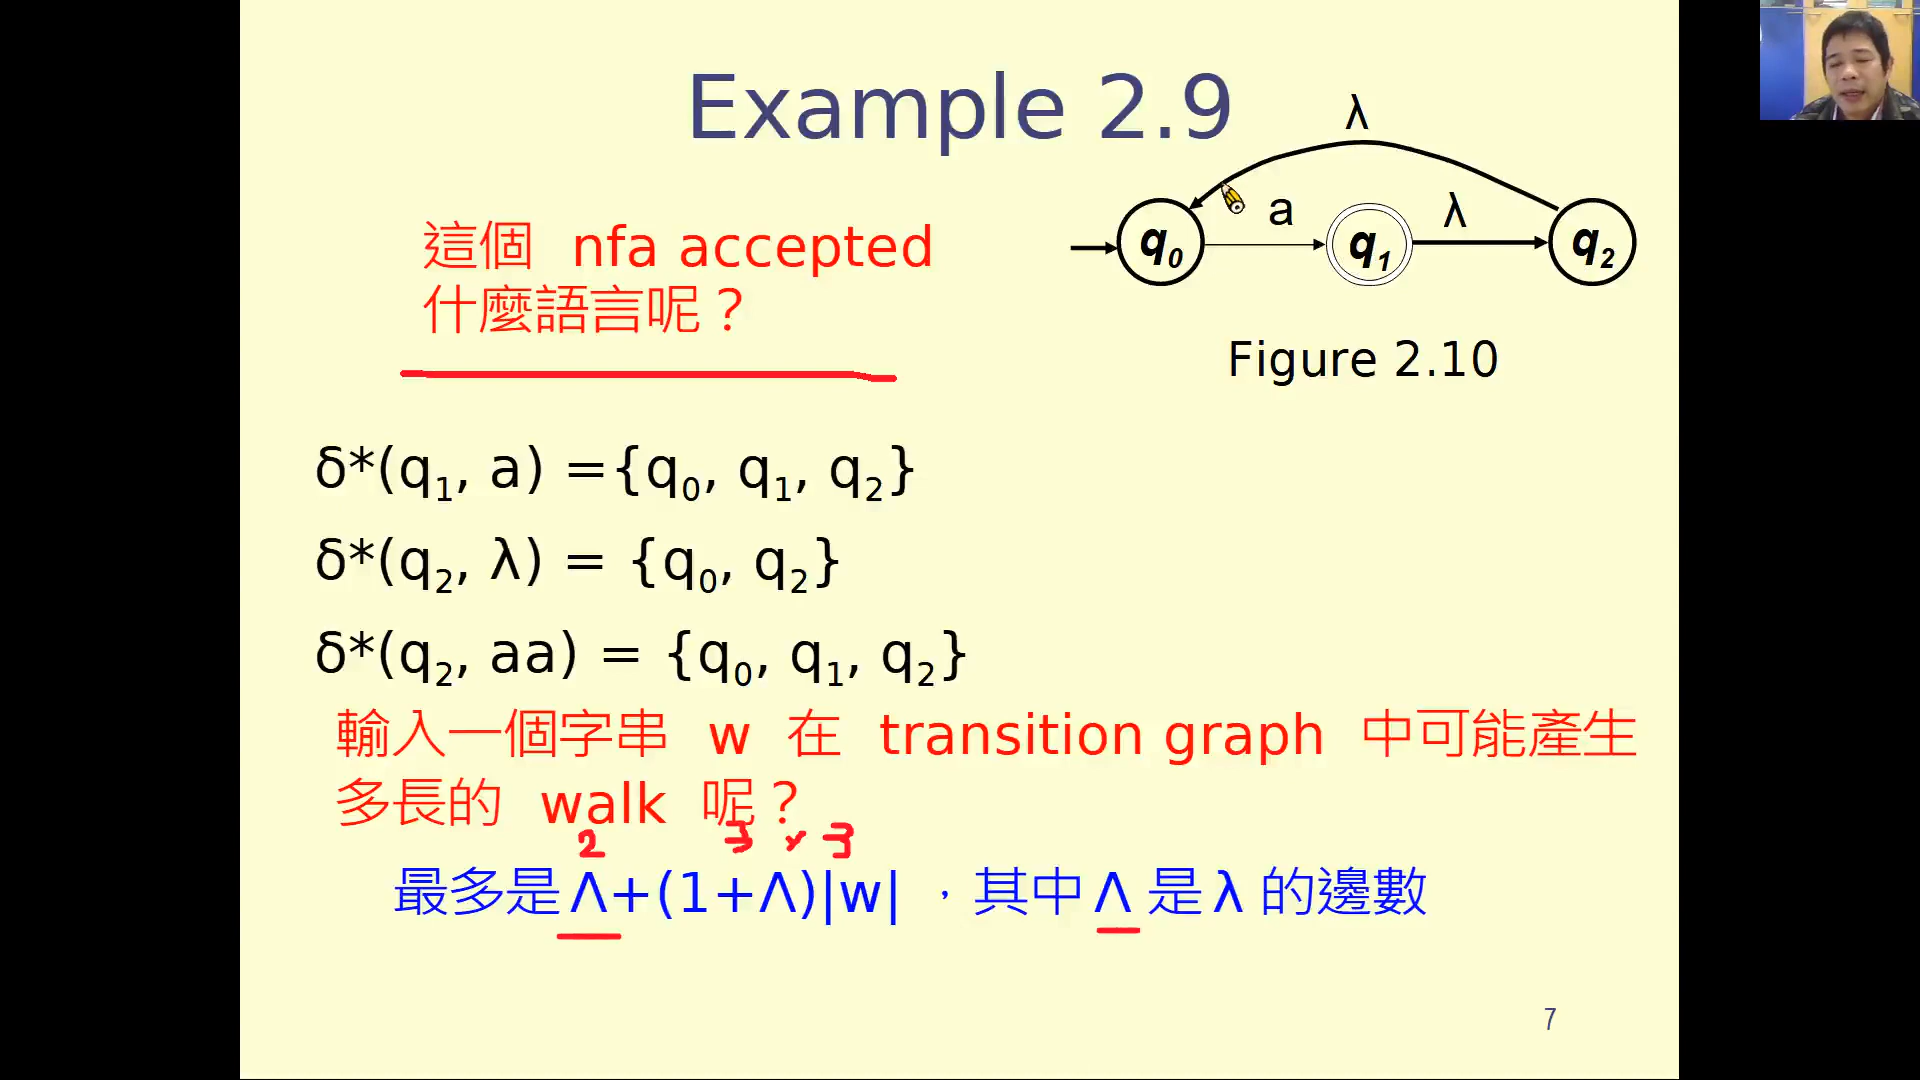 Example 2.9
λ
a
λ
q0
q1
q2
這個 nfa accepted
什麼語言呢？
Figure 2.10
δ*(q1, a) ={q0, q1, q2}
δ*(q2, λ) = {q0, q2}
δ*(q2, aa) = {q0, q1, q2}
輸入一個字串 w 在 transition graph 中可能產生
多長的 walk 呢？
2 3 × 3
最多是Λ+(1+Λ)|w| ，其中Λ 是λ 的邊數
7